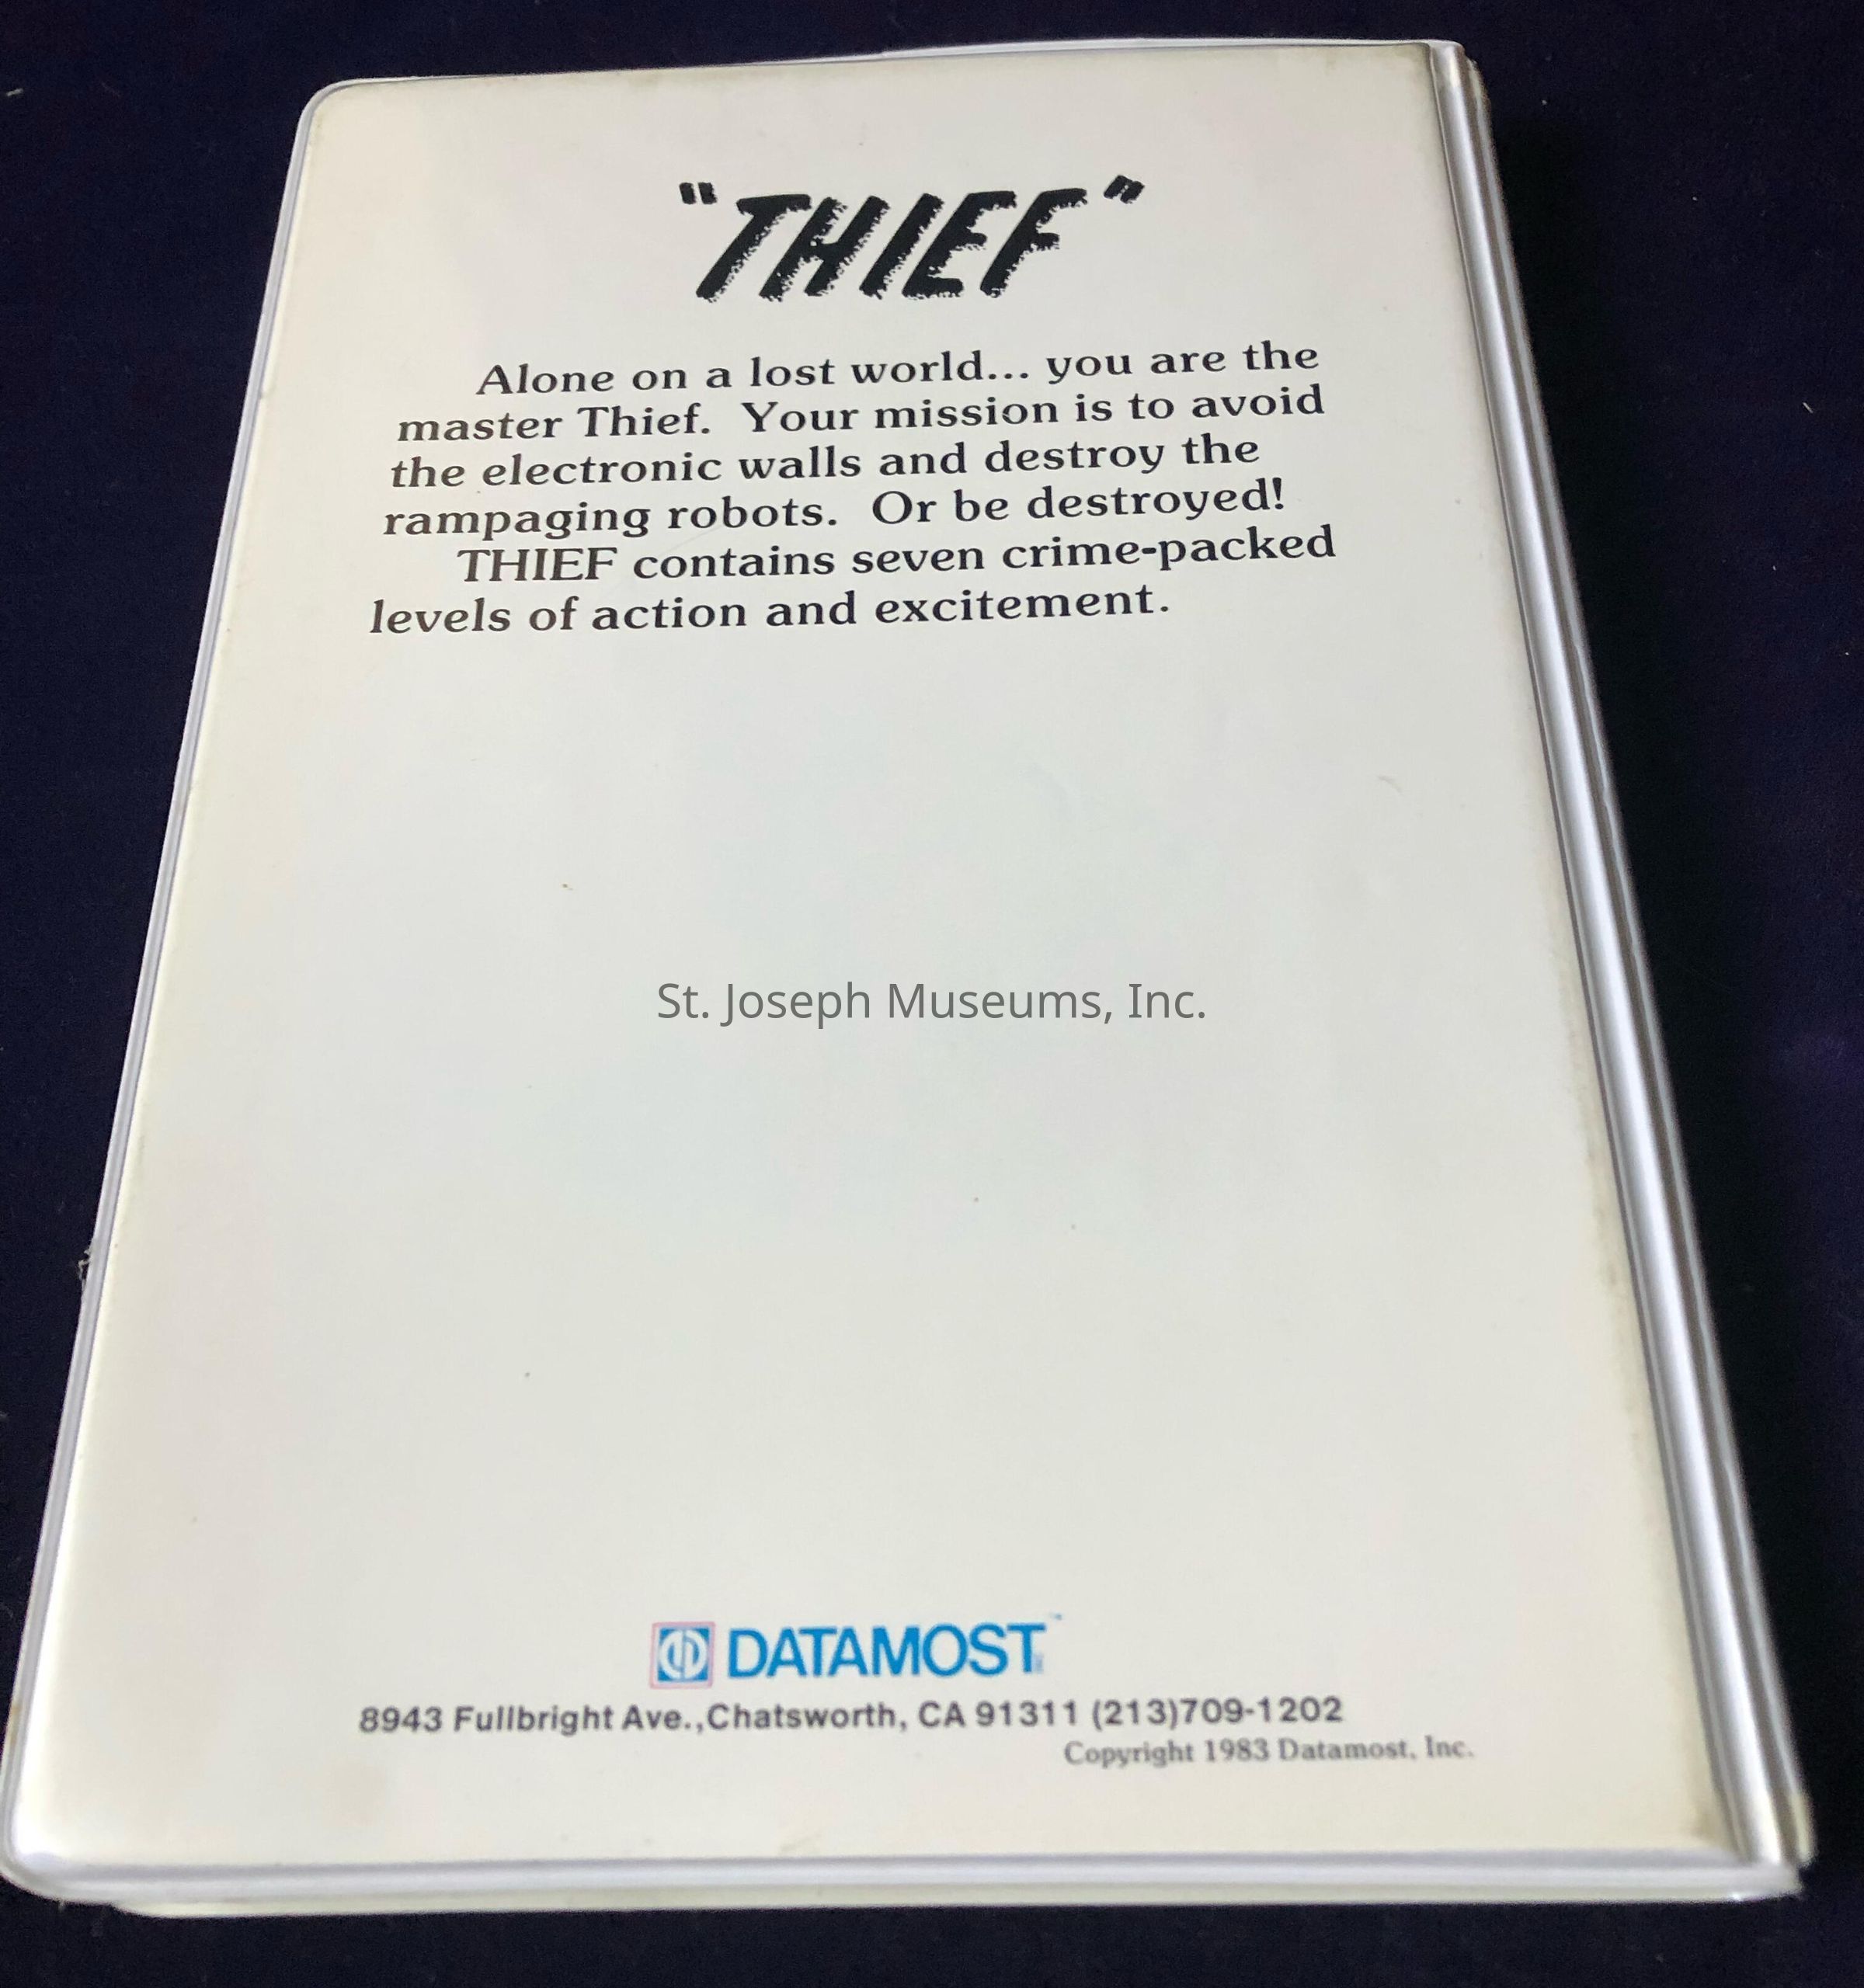 "THIEF"
Alone on a lost world... you are the
master Thief. Your mission is to avoid
the electronic walls and destroy the
rampaging robots. Or be destroyed!
THIEF contains seven crime-packed
levels of action and excitement.
St. Joseph Museums, Inc.
DATAMOST
8943 Fullbright Ave.,Chatsworth, CA 91311 (213)709-1202
Copyright 1983 Datamost, Inc.